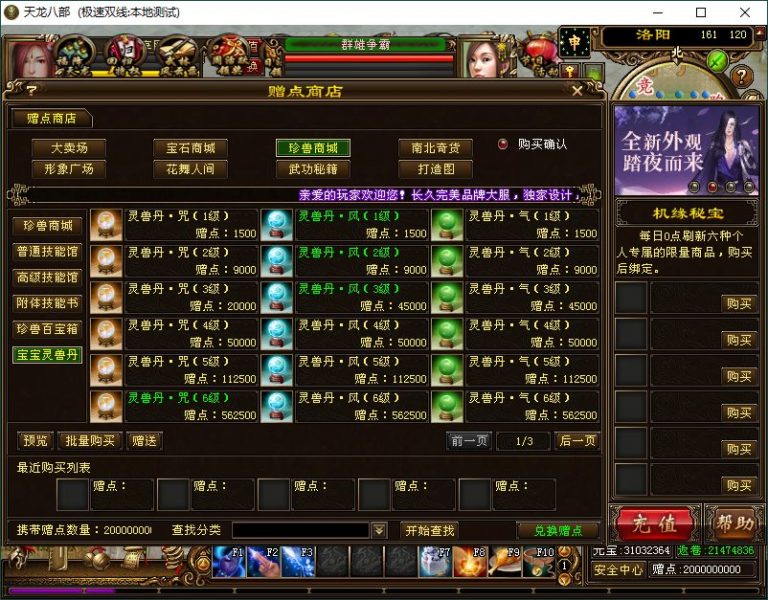 天龙八部 (极速双线:本地测试)
群雄争霸
洛阳 161 120
北
申
赠点商店
赠点商店
大卖场 宝石商城 珍兽商城 南北奇货 购买确认
形象广场 花舞人间 武功秘籍 打造图
亲爱的玩家欢迎您！长久完美品牌大服，独家设计，
珍兽商城
普通技能馆
高级技能馆
附体技能书
珍兽百宝箱
宝宝灵兽丹
灵兽丹·咒(1级) 灵兽丹·风(1级) 灵兽丹·气(1级)
赠点：1500 赠点：1500 赠点：1500
灵兽丹·咒(2级) 灵兽丹·风(2级) 灵兽丹·气(2级)
赠点：9000 赠点：9000 赠点：9000
灵兽丹·咒(3级) 灵兽丹·风(3级) 灵兽丹·气(3级)
赠点：20000 赠点：45000 赠点：45000
灵兽丹·咒(4级) 灵兽丹·风(4级) 灵兽丹·气(4级)
赠点：50000 赠点：50000 赠点：50000
灵兽丹·咒(5级) 灵兽丹·风(5级) 灵兽丹·气(5级)
赠点：112500 赠点：112500 赠点：112500
灵兽丹·咒(6级) 灵兽丹·风(6级) 灵兽丹·气(6级)
赠点：562500 赠点：562500 赠点：562500
预览 批量购买 赠送 前一页 1/3 后一页
最近购买列表
赠点： 赠点： 赠点： 赠点： 赠点：
携带赠点数量：20000000 查找分类 开始查找 兑换赠点
全新外观
踏夜而来
机缘秘宝
每日0点刷新六种个
人专属的限量商品，购买
后绑定。
购买
购买
购买
购买
购买
购买
充值 帮助
元宝:31032364
:21474836
安全中心 赠点:2000000000
F1 F2 F3 F7 F8 F9 F10
1